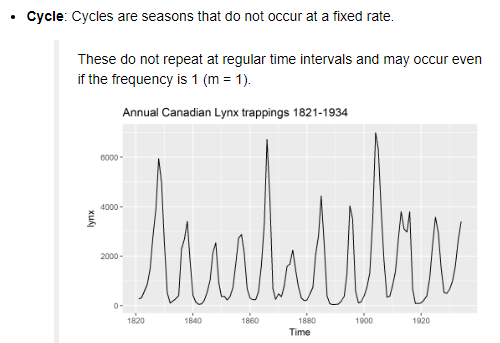 Cycle: Cycles are seasons that do not occur at a fixed rate.
These do not repeat at regular time intervals and may occur even
if the frequency is 1 (m = 1).
Annual Canadian Lynx trappings 1821-1934
6000
4000
lynx
2000
0
1820 1840 1860 1880 1900 1920
Time